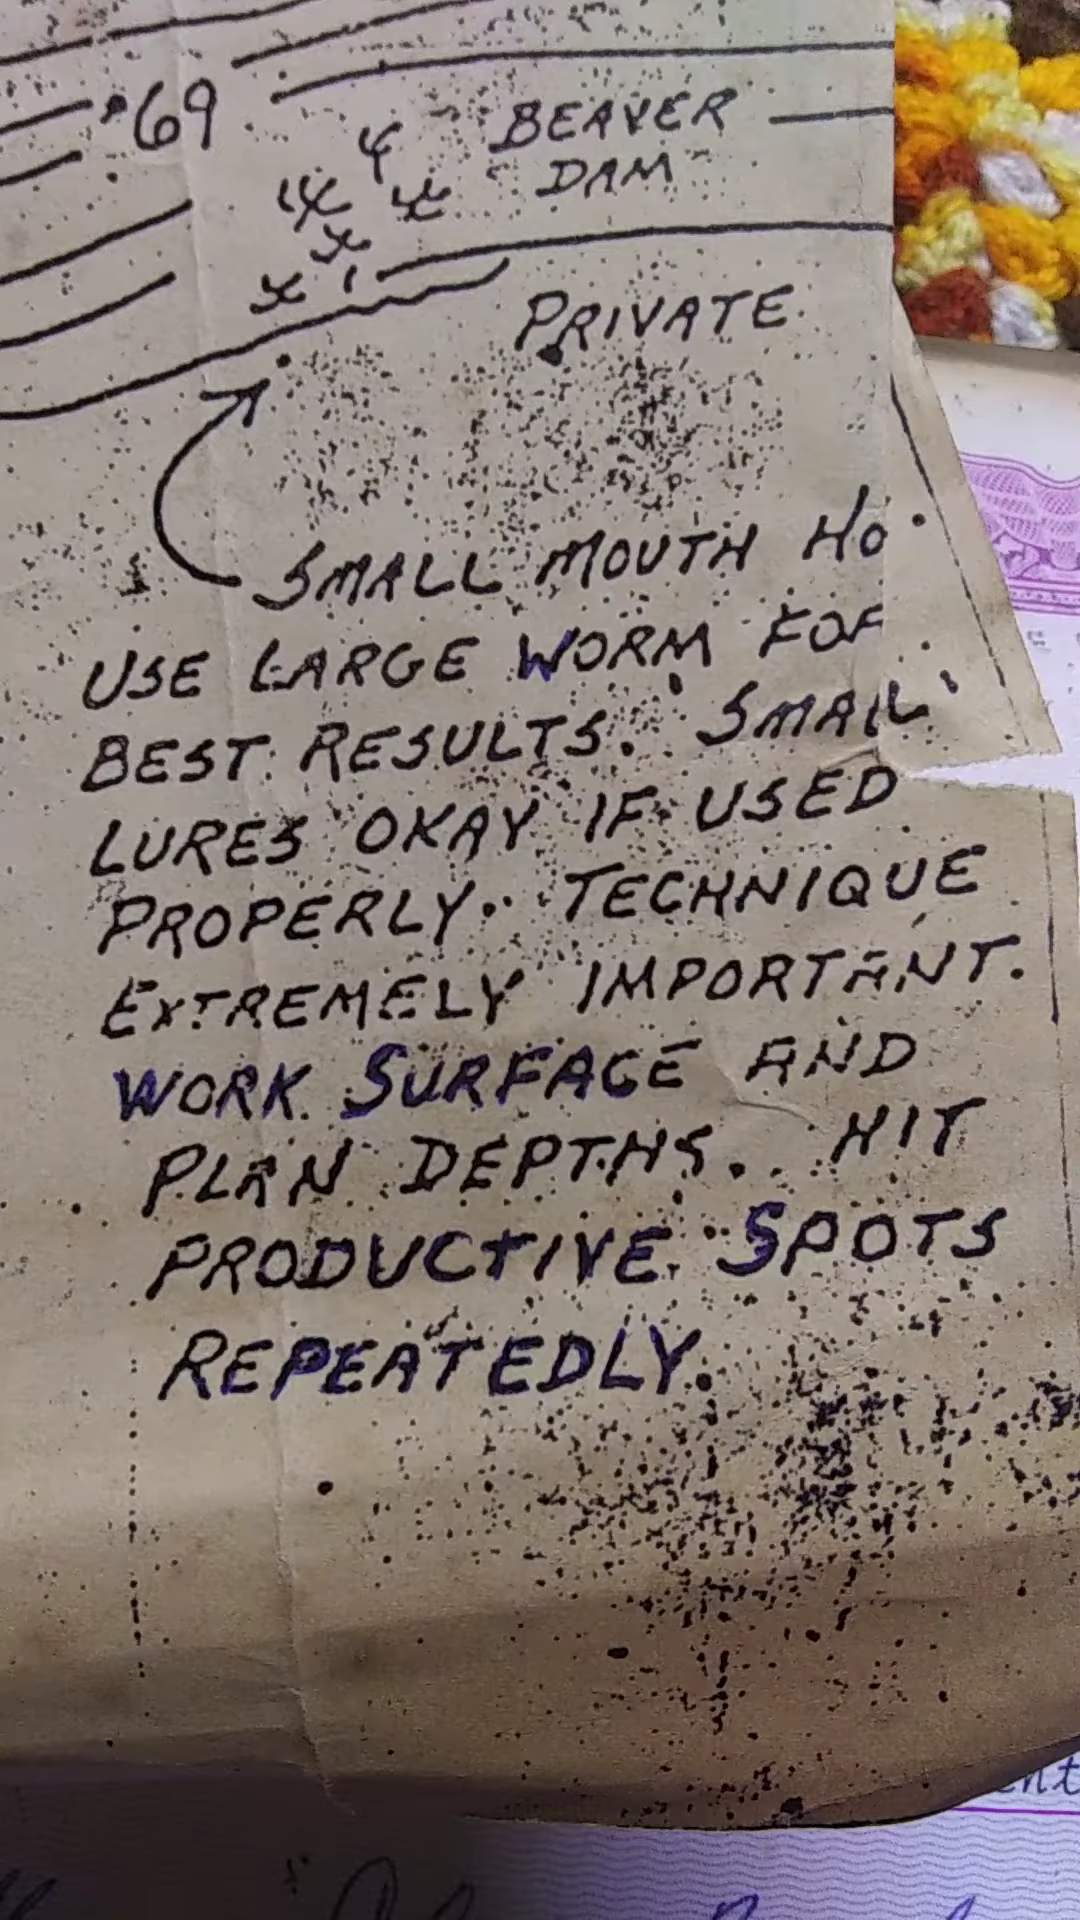 69
BEAVER
DAM
PRIVATE
SMALL MOUTH HO
USE LARGE WORM FOR
BEST RESULTS. SMALL
LURES OKAY IF USED
PROPERLY. TECHNIQUE
EXTREMELY IMPORTANT.
WORK SURFACE AND
PLAN DEPTHS. HIT
PRODUCTIVE SPOTS
REPEATEDLY.